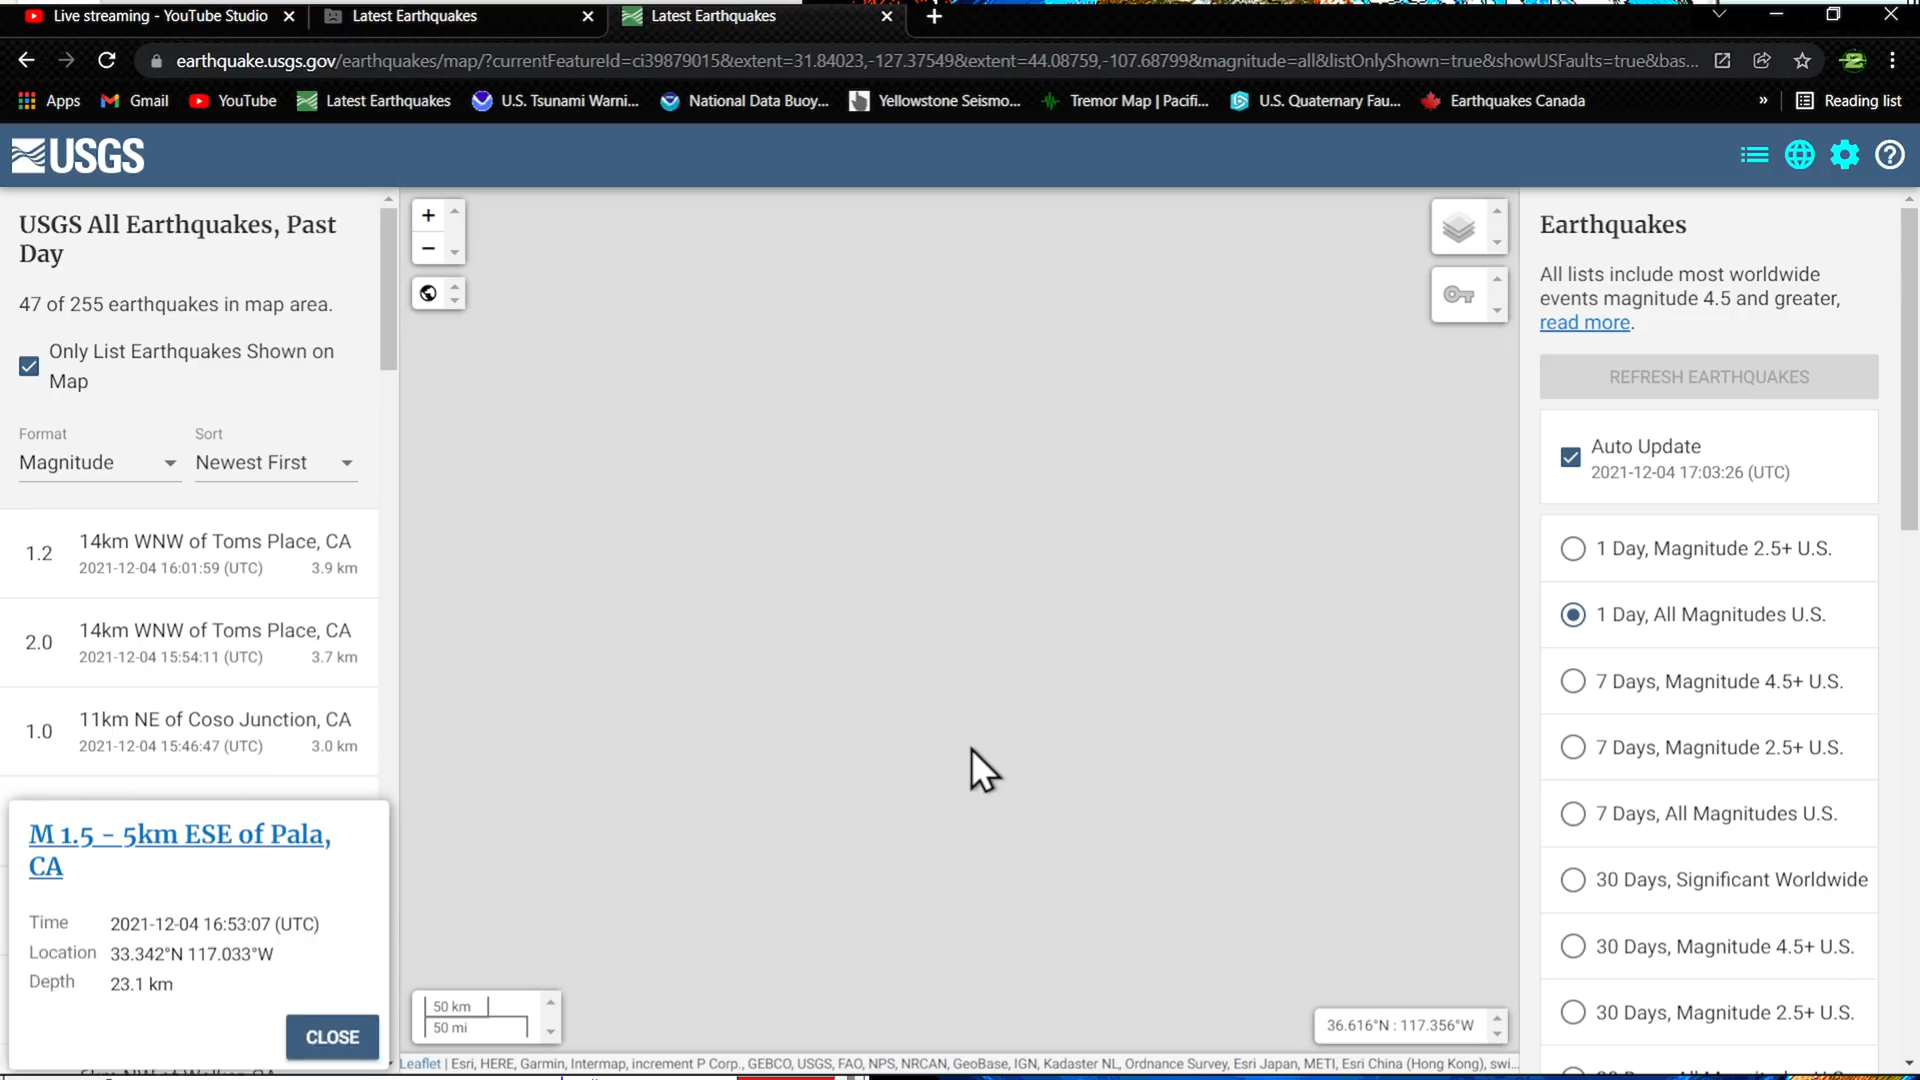 Live streaming - YouTube Studio
Latest Earthquakes
Latest Earthquakes
earthquake.usgs.gov/earthquakes/map/?currentFeatureId=ci39879015&extent=31.84023,-127.37549&extent=44.08759,-107.68799&magnitude=all&listOnlyShown=true&showUSFaults=true&bas...
Apps
Gmail
YouTube
Latest Earthquakes
U.S. Tsunami Warni...
National Data Buoy...
Yellowstone Seismo...
Tremor Map | Pacifi...
U.S. Quaternary Fau...
Earthquakes Canada
»
Reading list
USGS
USGS All Earthquakes, Past
Day
47 of 255 earthquakes in map area.
Only List Earthquakes Shown on
Map
Format
Magnitude
Sort
Newest First
1.2
14km WNW of Toms Place, CA
2021-12-04 16:01:59 (UTC)
3.9 km
2.0
14km WNW of Toms Place, CA
2021-12-04 15:54:11 (UTC)
3.7 km
1.0
11km NE of Coso Junction, CA
2021-12-04 15:46:47 (UTC)
3.0 km
M 1.5 - 5km ESE of Pala,
CA
Time
2021-12-04 16:53:07 (UTC)
Location
33.342°N 117.033°W
Depth
23.1 km
CLOSE
+
−
50 km
50 mi
36.616°N : 117.356°W
Leaflet | Esri, HERE, Garmin, Intermap, increment P Corp., GEBCO, USGS, FAO, NPS, NRCAN, GeoBase, IGN, Kadaster NL, Ordnance Survey, Esri Japan, METI, Esri China (Hong Kong), swi...
Earthquakes
All lists include most worldwide
events magnitude 4.5 and greater,
read more.
REFRESH EARTHQUAKES
Auto Update
2021-12-04 17:03:26 (UTC)
1 Day, Magnitude 2.5+ U.S.
1 Day, All Magnitudes U.S.
7 Days, Magnitude 4.5+ U.S.
7 Days, Magnitude 2.5+ U.S.
7 Days, All Magnitudes U.S.
30 Days, Significant Worldwide
30 Days, Magnitude 4.5+ U.S.
30 Days, Magnitude 2.5+ U.S.